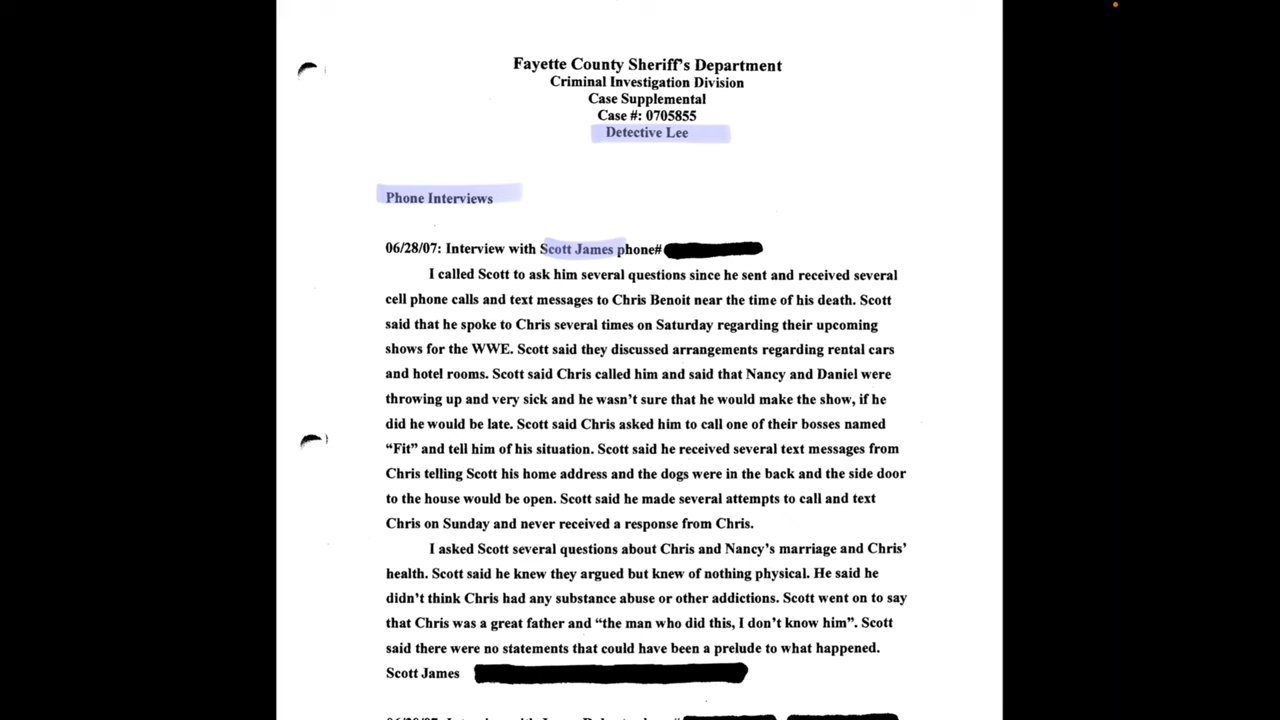 Fayette County Sheriff's Department
Criminal Investigation Division
Case Supplemental
Case #: 0705855
Detective Lee
Phone Interviews
06/28/07: Interview with Scott James phone#
I called Scott to ask him several questions since he sent and received several
cell phone calls and text messages to Chris Benoit near the time of his death. Scott
said that he spoke to Chris several times on Saturday regarding their upcoming
shows for the WWE. Scott said they discussed arrangements regarding rental cars
and hotel rooms. Scott said Chris called him and said that Nancy and Daniel were
throwing up and very sick and he wasn't sure that he would make the show, if he
did he would be late. Scott said Chris asked him to call one of their bosses named
“Fit” and tell him of his situation. Scott said he received several text messages from
Chris telling Scott his home address and the dogs were in the back and the side door
to the house would be open. Scott said he made several attempts to call and text
Chris on Sunday and never received a response from Chris.
I asked Scott several questions about Chris and Nancy's marriage and Chris'
health. Scott said he knew they argued but knew of nothing physical. He said he
didn't think Chris had any substance abuse or other addictions. Scott went on to say
that Chris was a great father and “the man who did this, I don't know him”. Scott
said there were no statements that could have been a prelude to what happened.
Scott James